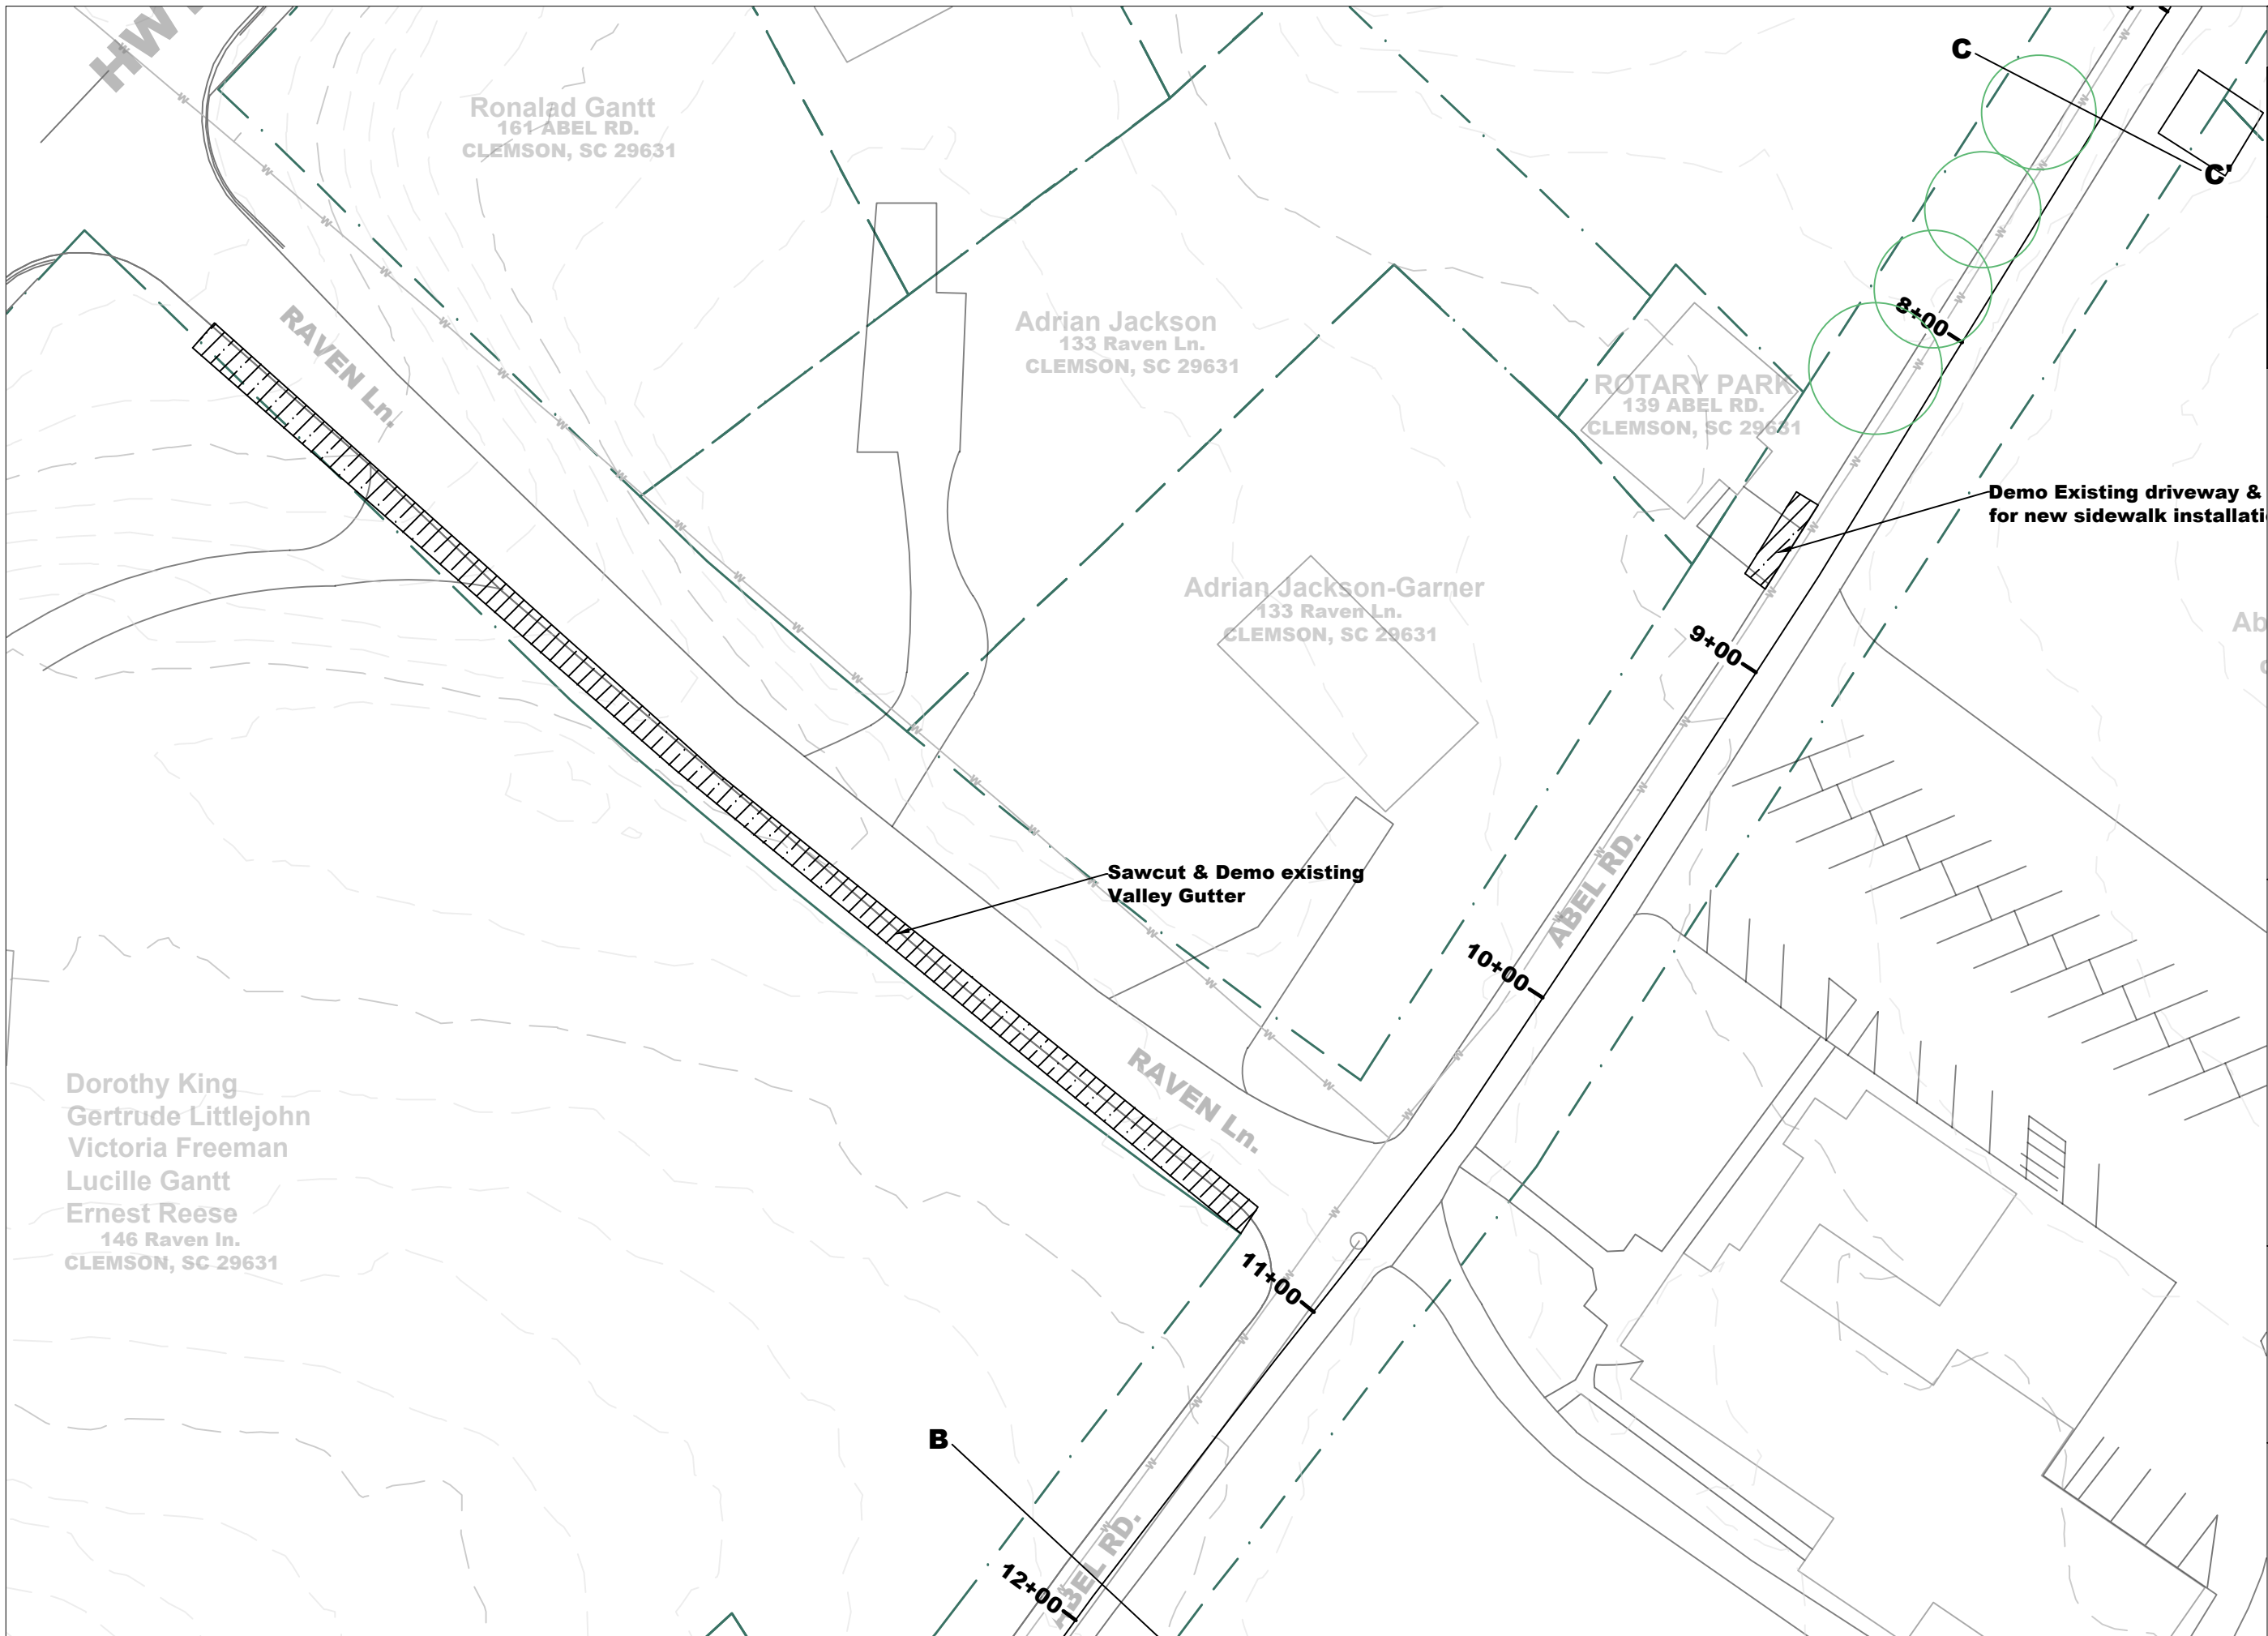 C
Ronalad Gantt
161 ABEL RD.
CLEMSON, SC 29631
C'
RAVEN Ln.
Adrian Jackson
133 Raven Ln.
CLEMSON, SC 29631
8+00
ROTARY PARK
139 ABEL RD.
CLEMSON, SC 29631
Demo Existing driveway &
for new sidewalk
Adrian Jackson-Garner
133 Raven Ln.
CLEMSON, SC 29631
9+00
Sawcut & Demo existing
Valley Gutter
ABEL RD.
10+00
RAVEN Ln.
Dorothy King
Gertrude Littlejohn
Victoria Freeman
Lucille Gantt
Ernest Reese
146 Raven ln.
CLEMSON, SC 29631
11+00
B
12+00
ABEL RD.